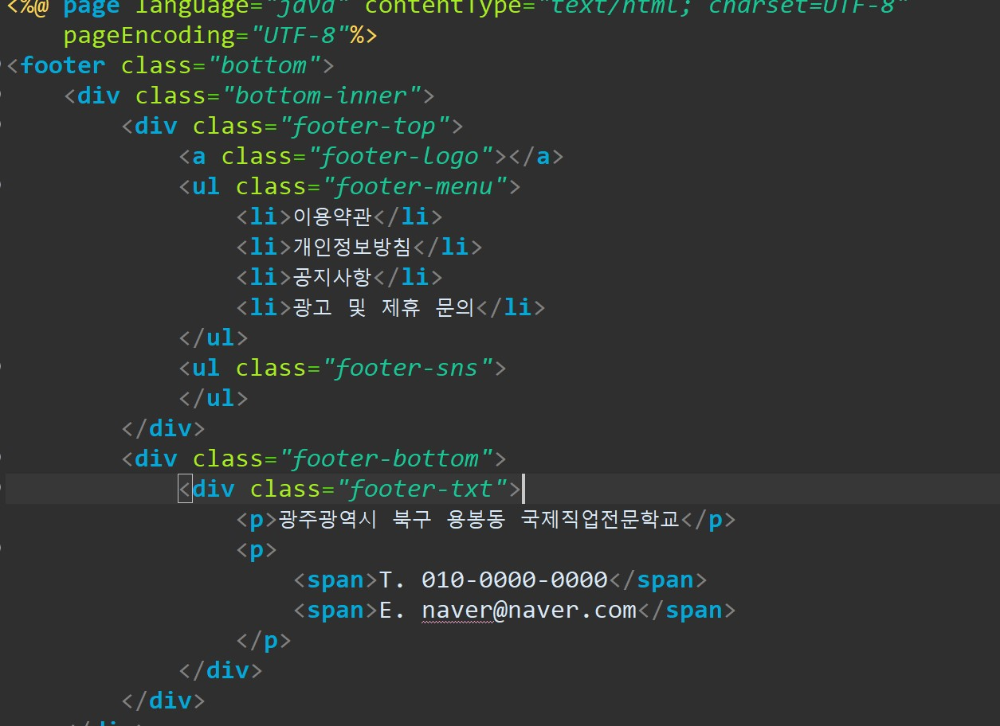 <%@ page language="java" contentType="text/html; charset=UTF-8"
    pageEncoding="UTF-8"%>
<footer class="bottom">
    <div class="bottom-inner">
        <div class="footer-top">
            <a class="footer-logo"></a>
            <ul class="footer-menu">
                <li>이용약관</li>
                <li>개인정보방침</li>
                <li>공지사항</li>
                <li>광고 및 제휴 문의</li>
            </ul>
            <ul class="footer-sns">
            </ul>
        </div>
        <div class="footer-bottom">
            <div class="footer-txt">
                <p>광주광역시 북구 용봉동 국제직업전문학교</p>
                <p>
                    <span>T. 010-0000-0000</span>
                    <span>E. naver@naver.com</span>
                </p>
            </div>
        </div>